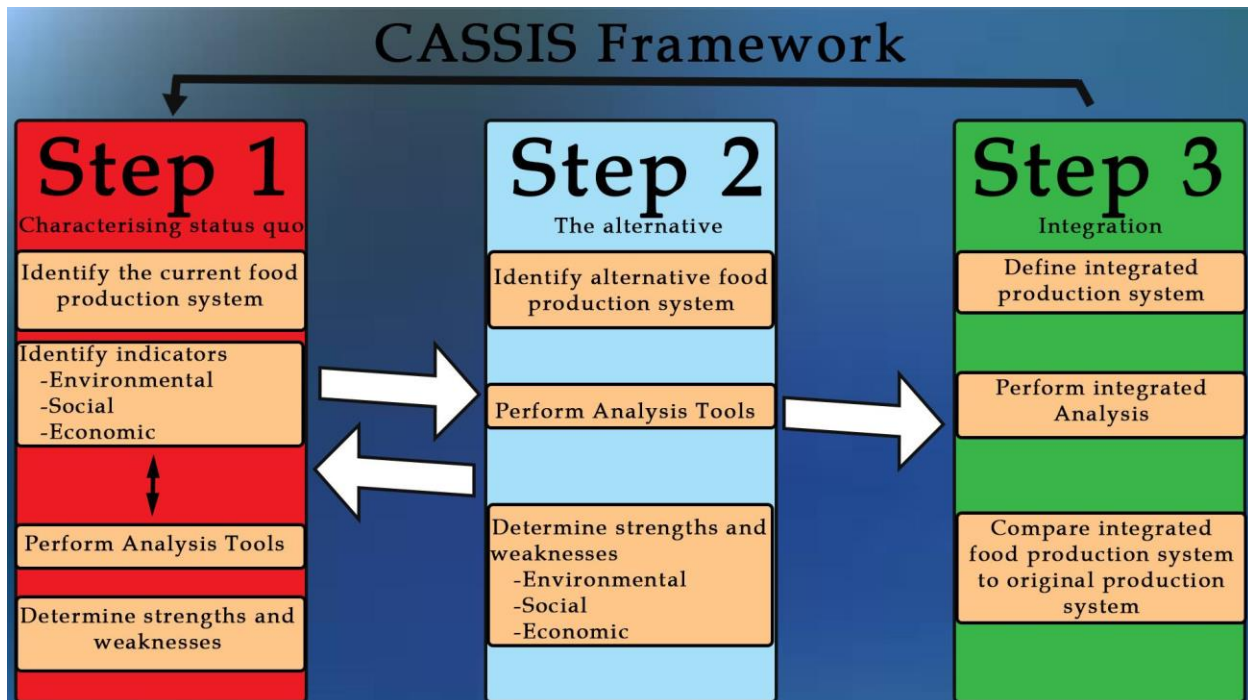 CASSIS Framework
Step 1
Characterising status quo
Identify the current food
production system
Identify indicators
-Environmental
-Social
-Economic
Perform Analysis Tools
Determine strengths and
weaknesses
Step 2
The alternative
Identify alternative food
production system
Perform Analysis Tools
Determine strengths and
weaknesses
-Environmental
-Social
-Economic
Step 3
Integration
Define integrated
production system
Perform integrated
Analysis
Compare integrated
food production system
to original production
system